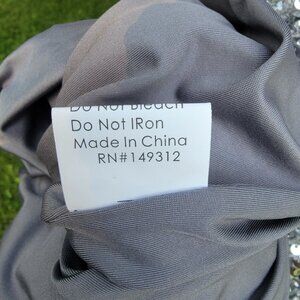 Do Not Bleach
Do Not IRon
Made In China
RN#149312